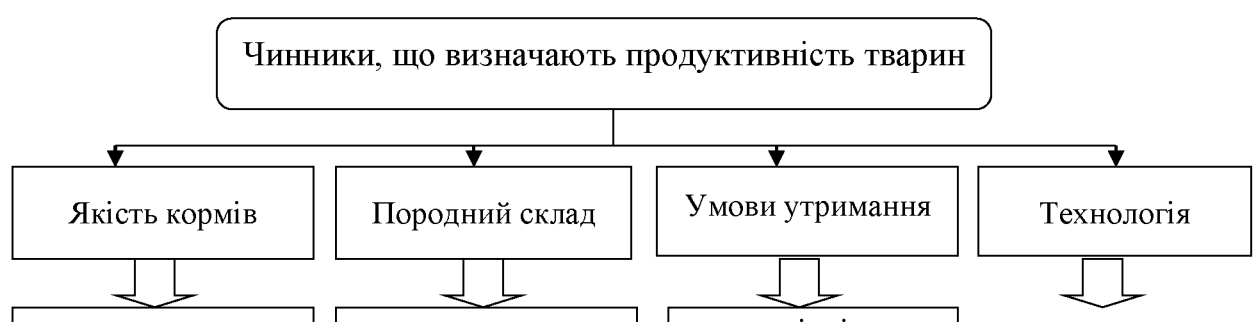 Чинники, що визначають продуктивність тварин
Якість кормів
Породний склад
Умови утримання
Технологія